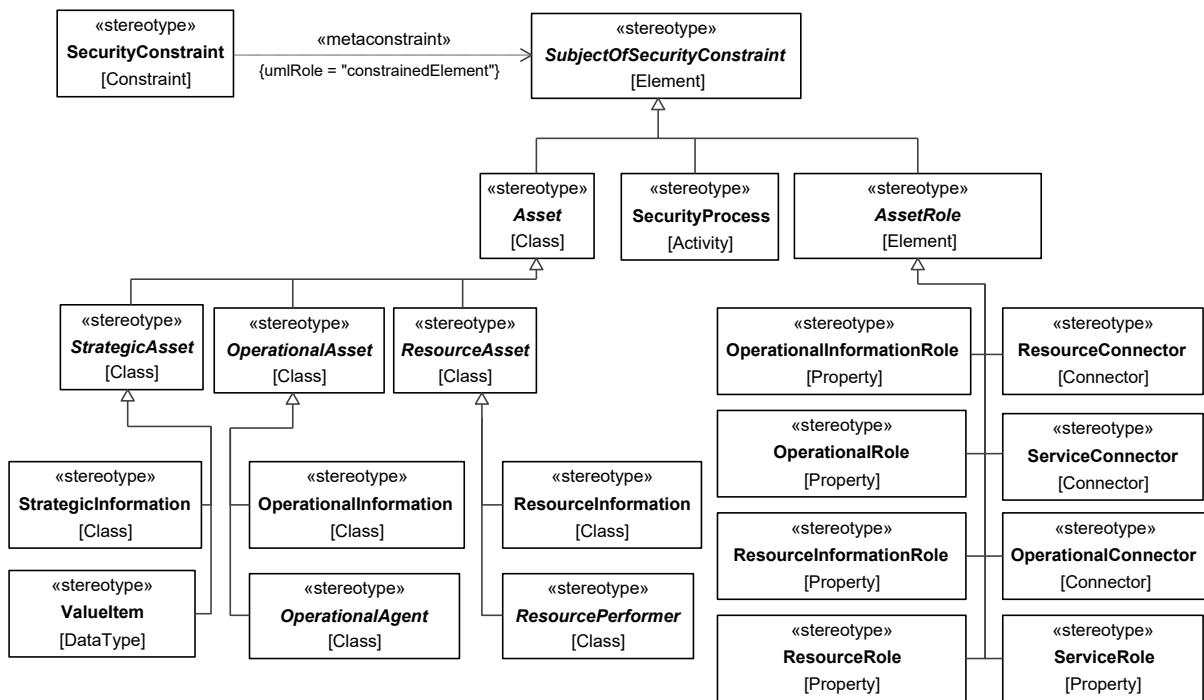 «stereotype»
SecurityConstraint
[Constraint]
«metaconstraint»
{umlRole = "constrainedElement"}
«stereotype»
SubjectOfSecurityConstraint
[Element]
«stereotype»
Asset
[Class]
«stereotype»
SecurityProcess
[Activity]
«stereotype»
AssetRole
[Element]
«stereotype»
StrategicAsset
[Class]
«stereotype»
OperationalAsset
[Class]
«stereotype»
ResourceAsset
[Class]
«stereotype»
OperationalInformationRole
[Property]
«stereotype»
ResourceConnector
[Connector]
«stereotype»
OperationalRole
[Property]
«stereotype»
ServiceConnector
[Connector]
«stereotype»
StrategicInformation
[Class]
«stereotype»
OperationalInformation
[Class]
«stereotype»
ResourceInformation
[Class]
«stereotype»
ResourceInformationRole
[Property]
«stereotype»
OperationalConnector
[Connector]
«stereotype»
ValueItem
[DataType]
«stereotype»
OperationalAgent
[Class]
«stereotype»
ResourcePerformer
[Class]
«stereotype»
ResourceRole
[Property]
«stereotype»
ServiceRole
[Property]